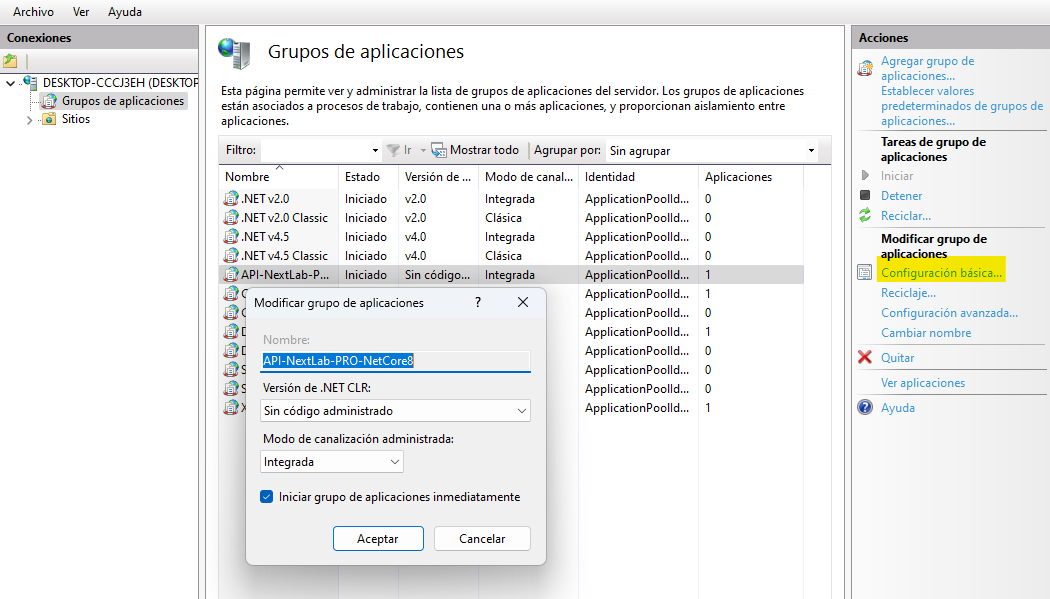 Archivo Ver Ayuda
Conexiones
DESKTOP-CCCJ3EH (DESKTOP
Grupos de aplicaciones
Sitios
Grupos de aplicaciones
Esta página permite ver y administrar la lista de grupos de aplicaciones del servidor. Los grupos de aplicaciones
están asociados a procesos de trabajo, contienen una o más aplicaciones, y proporcionan aislamiento entre
aplicaciones.
Filtro: Ir Mostrar todo Agrupar por: Sin agrupar
Nombre Estado Versión de ... Modo de canal... Identidad Aplicaciones
.NET v2.0 Iniciado v2.0 Integrada ApplicationPoolId... 0
.NET v2.0 Classic Iniciado v2.0 Clásica ApplicationPoolId... 0
.NET v4.5 Iniciado v4.0 Integrada ApplicationPoolId... 0
.NET v4.5 Classic Iniciado v4.0 Clásica ApplicationPoolId... 0
API-NextLab-P... Iniciado Sin código... Integrada ApplicationPoolId... 1
ApplicationPoolId... 1
ApplicationPoolId... 0
ApplicationPoolId... 1
ApplicationPoolId... 0
ApplicationPoolId... 0
ApplicationPoolId... 0
ApplicationPoolId... 1
Modificar grupo de aplicaciones ?
Nombre:
API-NextLab-PRO-NetCore8
Versión de .NET CLR:
Sin código administrado
Modo de canalización administrada:
Integrada
Iniciar grupo de aplicaciones inmediatamente
Aceptar Cancelar
Acciones
Agregar grupo de
aplicaciones...
Establecer valores
predeterminados de grupos de
aplicaciones...
Tareas de grupo de
aplicaciones
Iniciar
Detener
Reciclar...
Modificar grupo de
aplicaciones
Configuración básica...
Reciclaje...
Configuración avanzada...
Cambiar nombre
Quitar
Ver aplicaciones
Ayuda